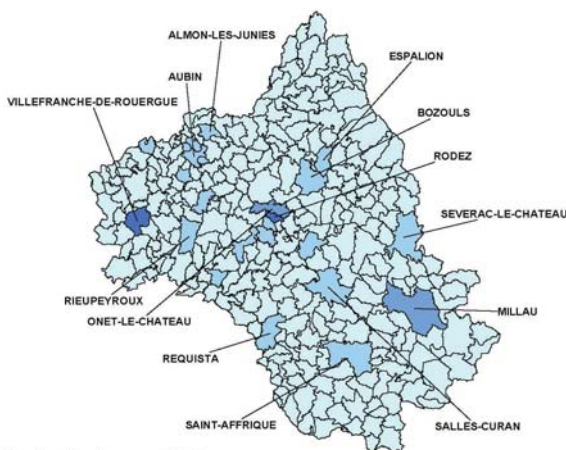 ALMON-LES-JUNIES
ESPALION
AUBIN
VILLEFRANCHE-DE-ROUERGUE
BOZOULS
RODEZ
SEVERAC-LE-CHATEAU
RIEUPEYROUX
MILLAU
ONET-LE-CHATEAU
REQUISTA
SAINT-AFFRIQUE
SALLES-CURAN